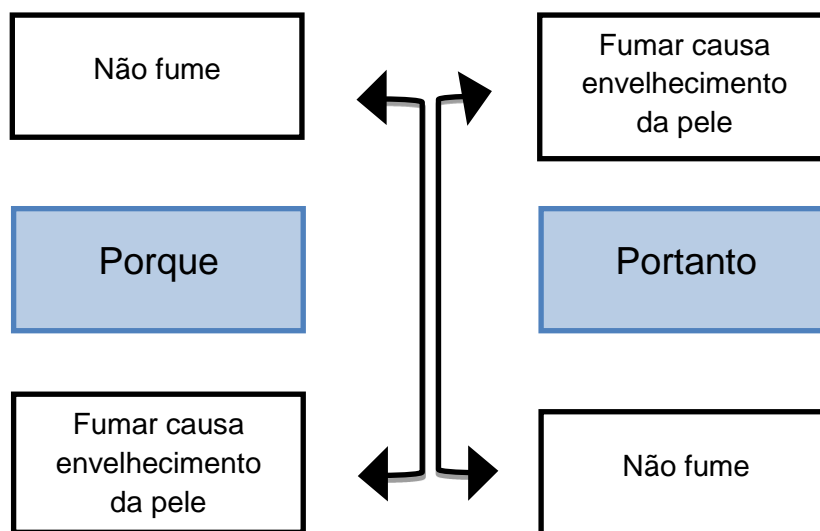 Não fume
Porque
Fumar causa
envelhecimento
da pele
Fumar causa
envelhecimento
da pele
Portanto
Não fume